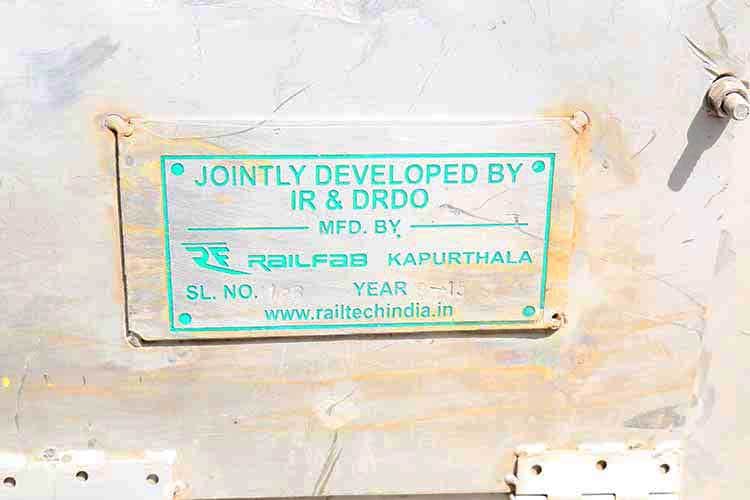 JOINTLY DEVELOPED BY
IR & DRDO
MFD. BY
RAILFAB KAPURTHALA
SL. NO. YEAR
www.railtechindia.in